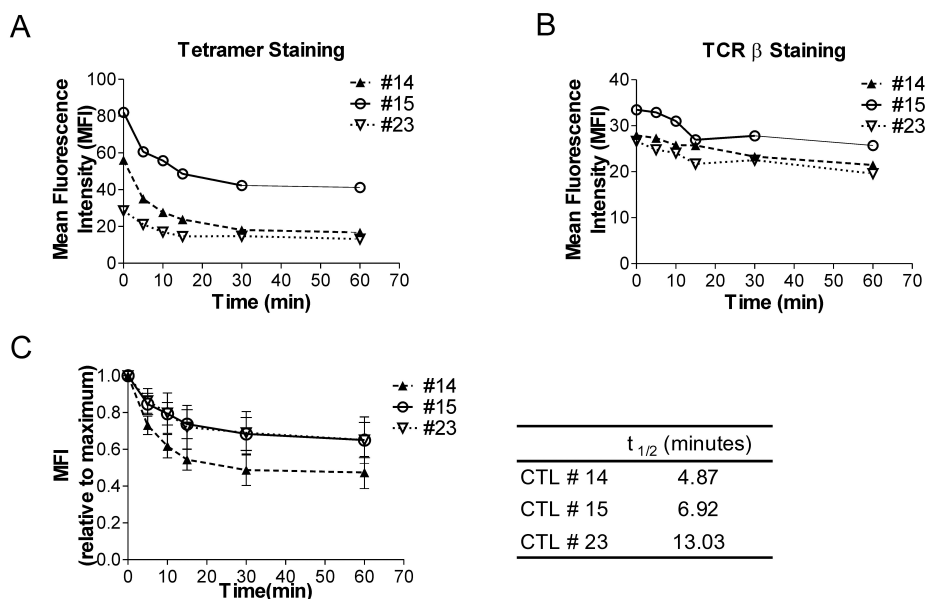 A
Tetramer Staining
Mean Fluorescence
Intensity (MFI)
100
80
60
40
20
0
0 10 20 30 40 50 60 70
Time (min)
#14
#15
#23
B
TCR β Staining
Mean Fluorescence
Intensity (MFI)
40
30
20
10
0
0 10 20 30 40 50 60 70
Time (min)
#14
#15
#23
C
MFI
(relative to maximum)
1.0
0.8
0.6
0.4
0.2
0.0
0 10 20 30 40 50 60 70
Time(min)
#14
#15
#23
t 1/2 (minutes)
CTL # 14 4.87
CTL # 15 6.92
CTL # 23 13.03